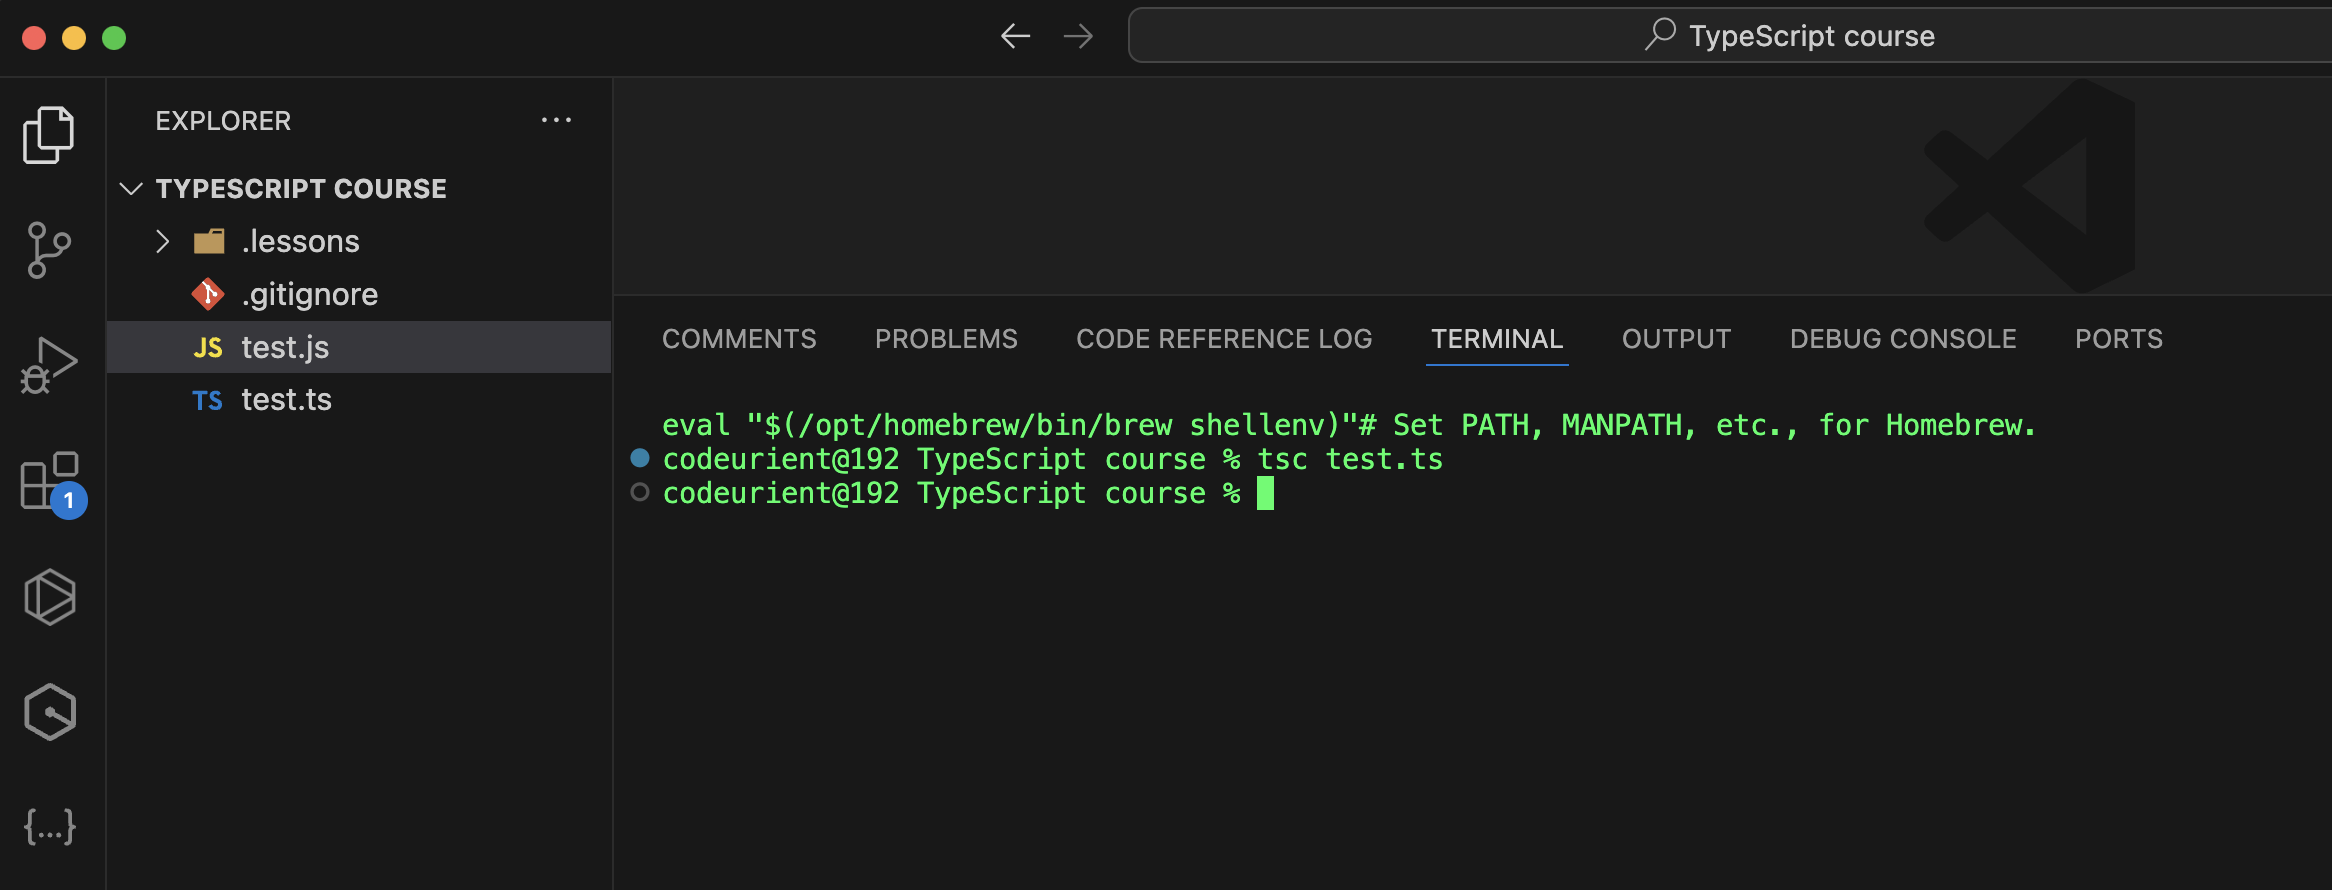 TypeScript course
EXPLORER
TYPESCRIPT COURSE
.lessons
.gitignore
JS test.js
TS test.ts
1
{...}
COMMENTS PROBLEMS CODE REFERENCE LOG TERMINAL OUTPUT DEBUG CONSOLE PORTS
eval "$(/opt/homebrew/bin/brew shellenv)"# Set PATH, MANPATH, etc., for Homebrew.
codeurient@192 TypeScript course % tsc test.ts
codeurient@192 TypeScript course %